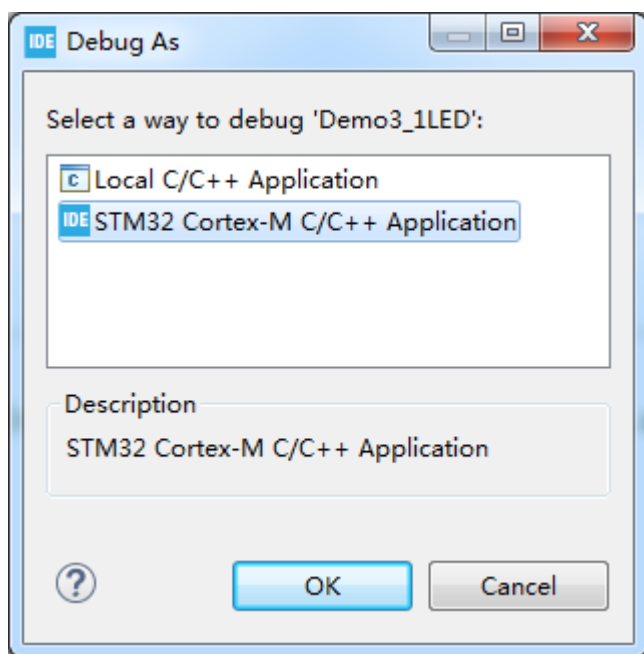 IDE Debug As
Select a way to debug 'Demo3_1LED':
c Local C/C++ Application
IDE STM32 Cortex-M C/C++ Application
Description
STM32 Cortex-M C/C++ Application
? OK Cancel